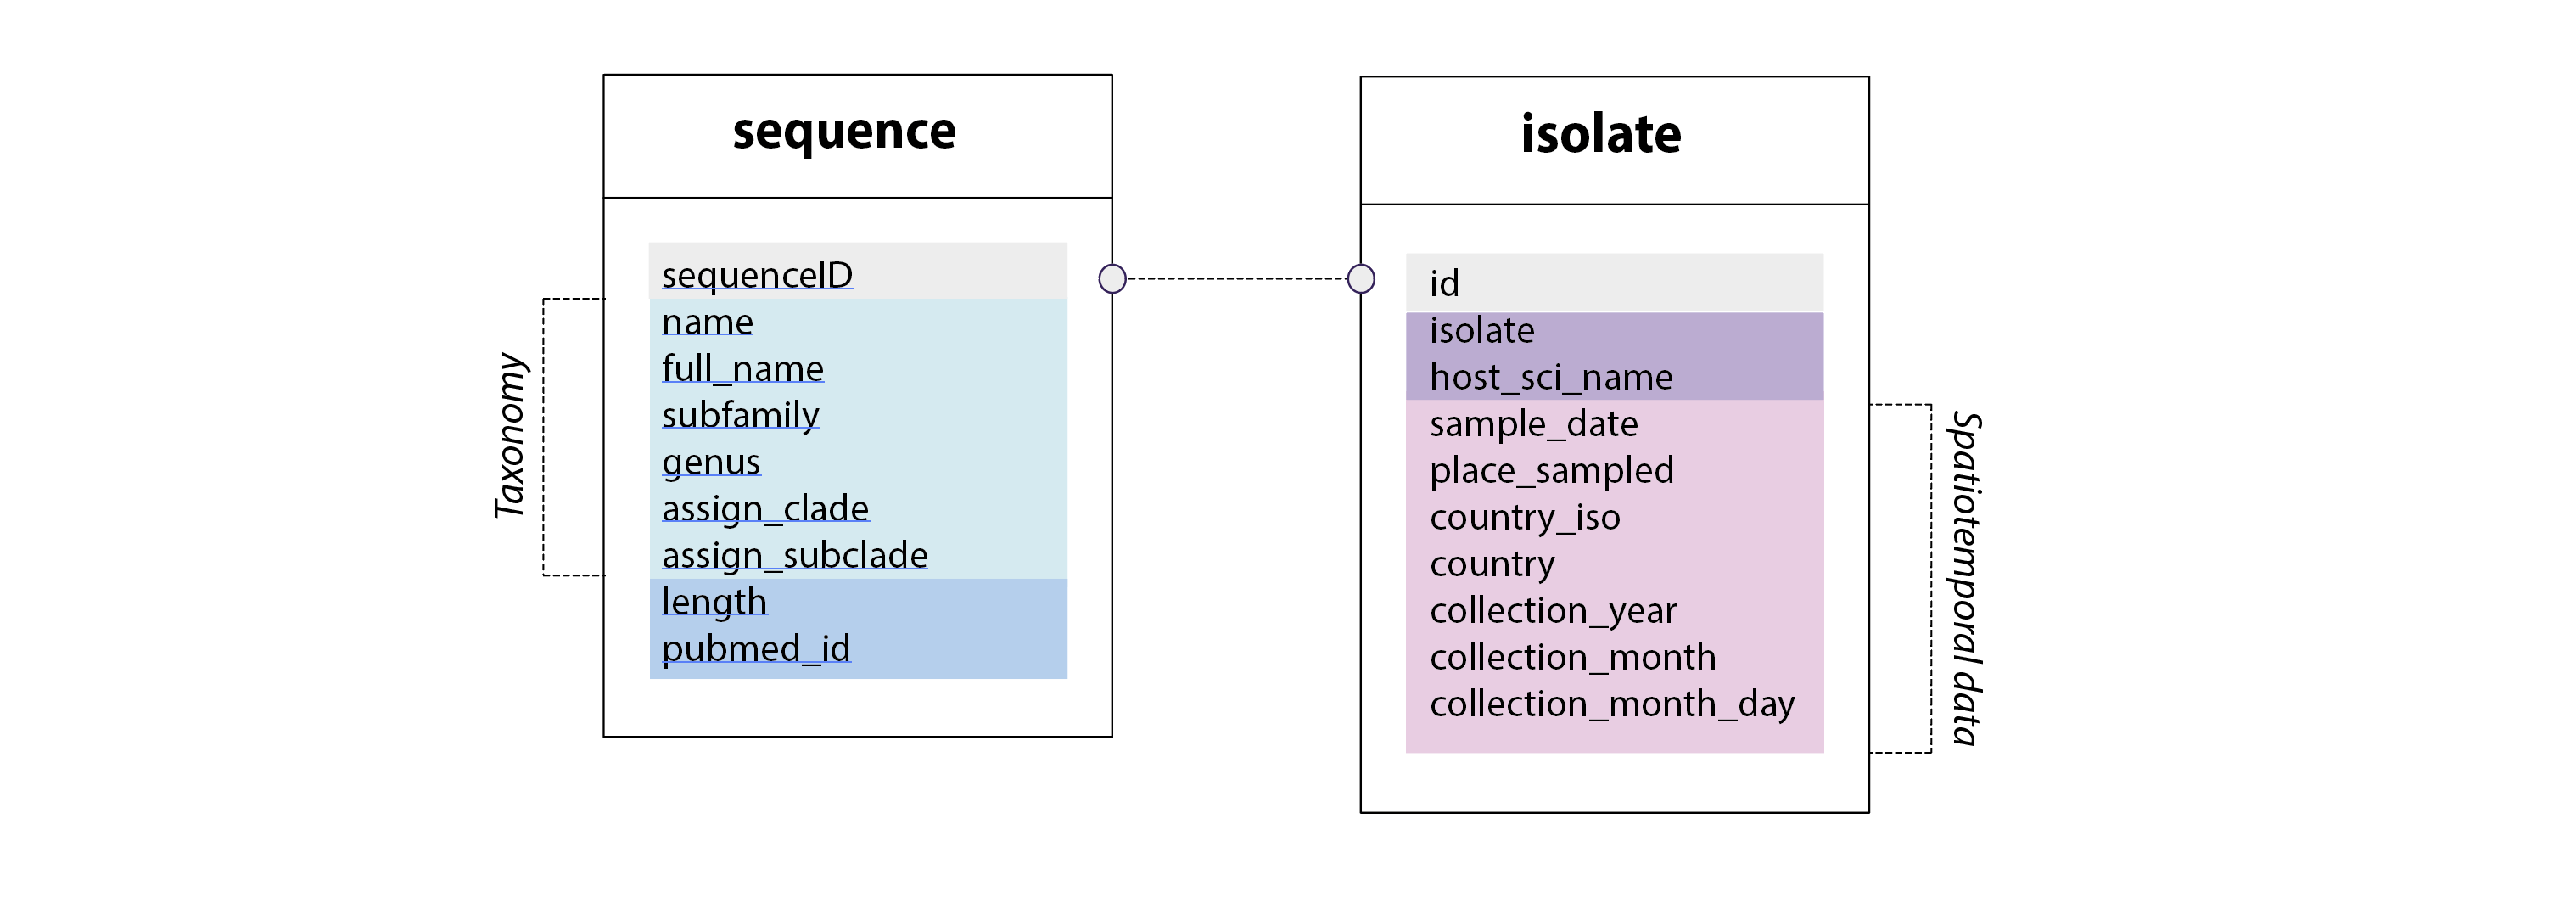 sequence
sequenceID
name
full_name
subfamily
genus
assign_clade
assign_subclade
length
pubmed_id
Taxonomy
isolate
id
isolate
host_sci_name
sample_date
place_sampled
country_iso
country
collection_year
collection_month
collection_month_day
Spatiotemporal data